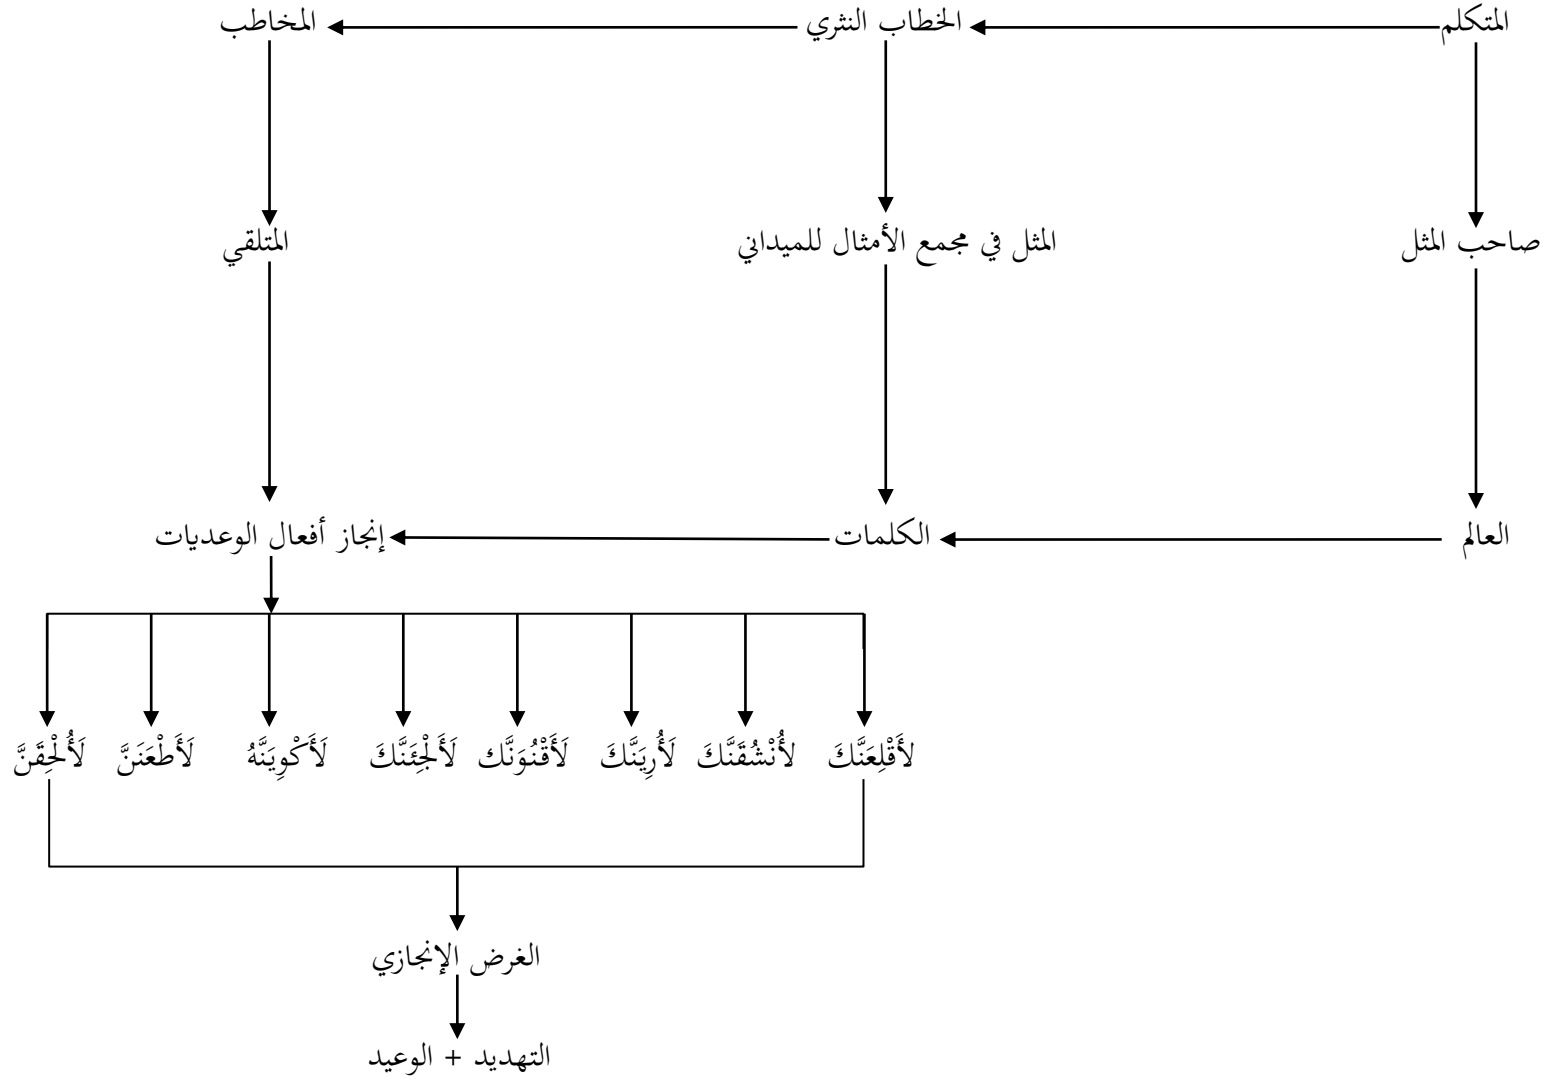 المتكلم الخطاب النثري المخاطب
صاحب المثل المثل في مجمع الأمثال للميداني المتلقي
العالم الكلمات إنجاز أفعال الوعديات
لأَقْلِعَنَّكَ لأُنْشُقَنَّكَ لَأُرِيَنَّكَ لَأَقْنُوَنَّك لَأَلْجِئَنَّكَ لَأَكْوِيَنَّهُ لَأَطْعَنَنَّ لَأُلْحِقَنَّ
الغرض الإنجازي
التهديد + الوعيد